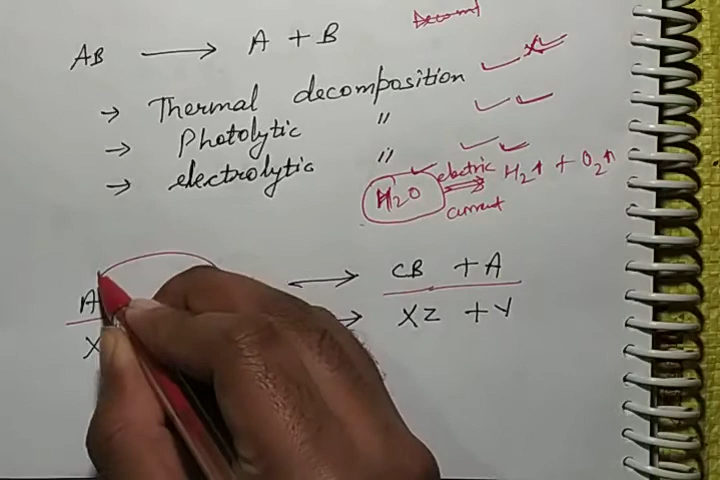 AB ⟶ A + B
→ Thermal decomposition ✓ ✓
→ Photolytic " ✓ ✓
→ electrolytic " ✓ ✓
H2O electric current ⇒ H2↑ + O2↑
A ⟶ CB + A
X → XZ + Y